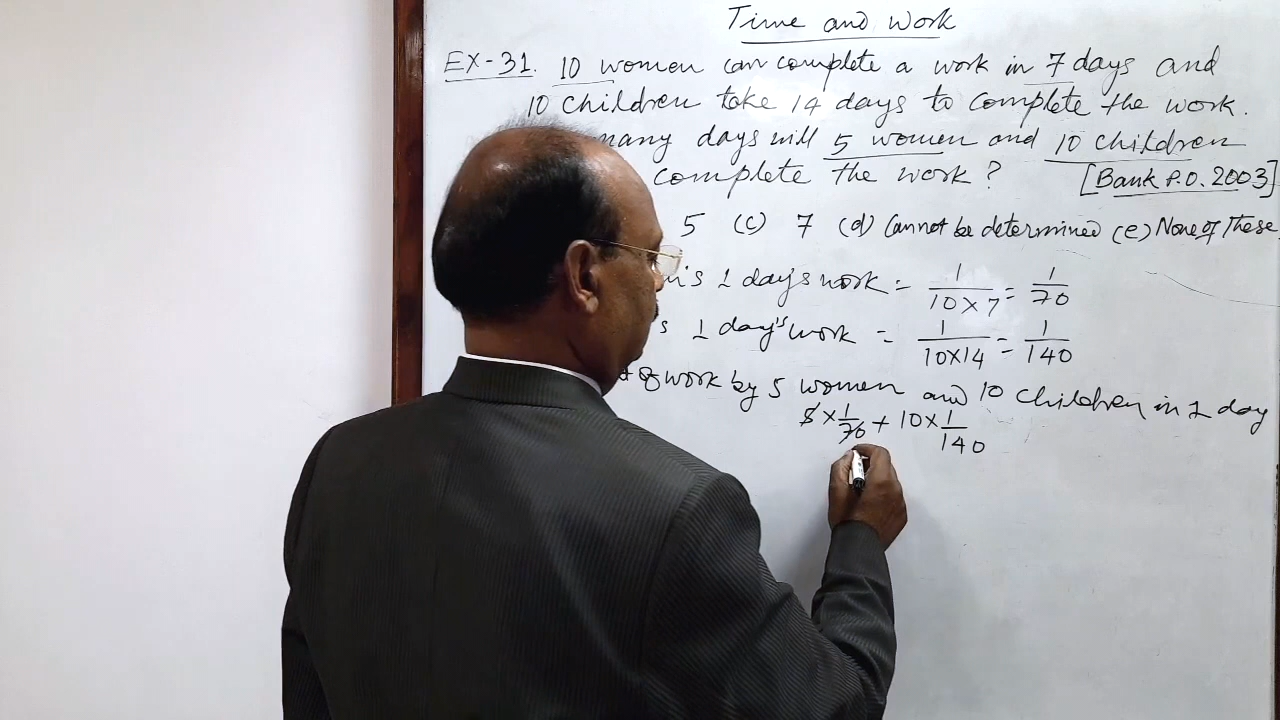 Time and work
EX-31. 10 women can complete a work in 7 days and
10 children take 14 days to complete the work.
many days will 5 women and 10 children
complete the work? [Bank P.O. 2003]
5 (c) 7 (d) Cannot be determined (e) None of These
1 day's work = 1/10×7 = 1/70
1 day's work = 1/10×14 = 1/140
of work by 5 women and 10 children in 1 day
5 × 1/70 + 10 × 1/140